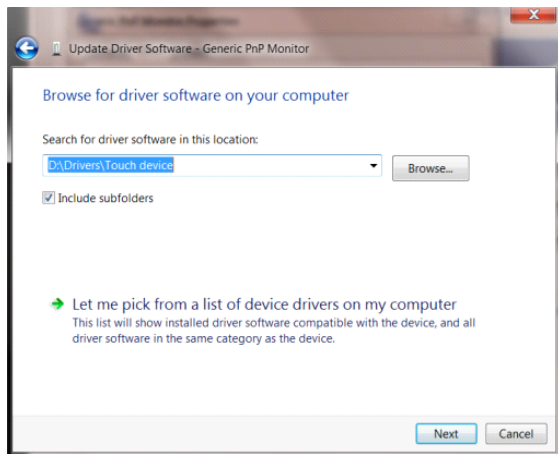 Update Driver Software - Generic PnP Monitor
Browse for driver software on your computer
Search for driver software in this location:
D:\Drivers\Touch device
Browse...
Include subfolders
Let me pick from a list of device drivers on my computer
This list will show installed driver software compatible with the device, and all
driver software in the same category as the device.
Next
Cancel